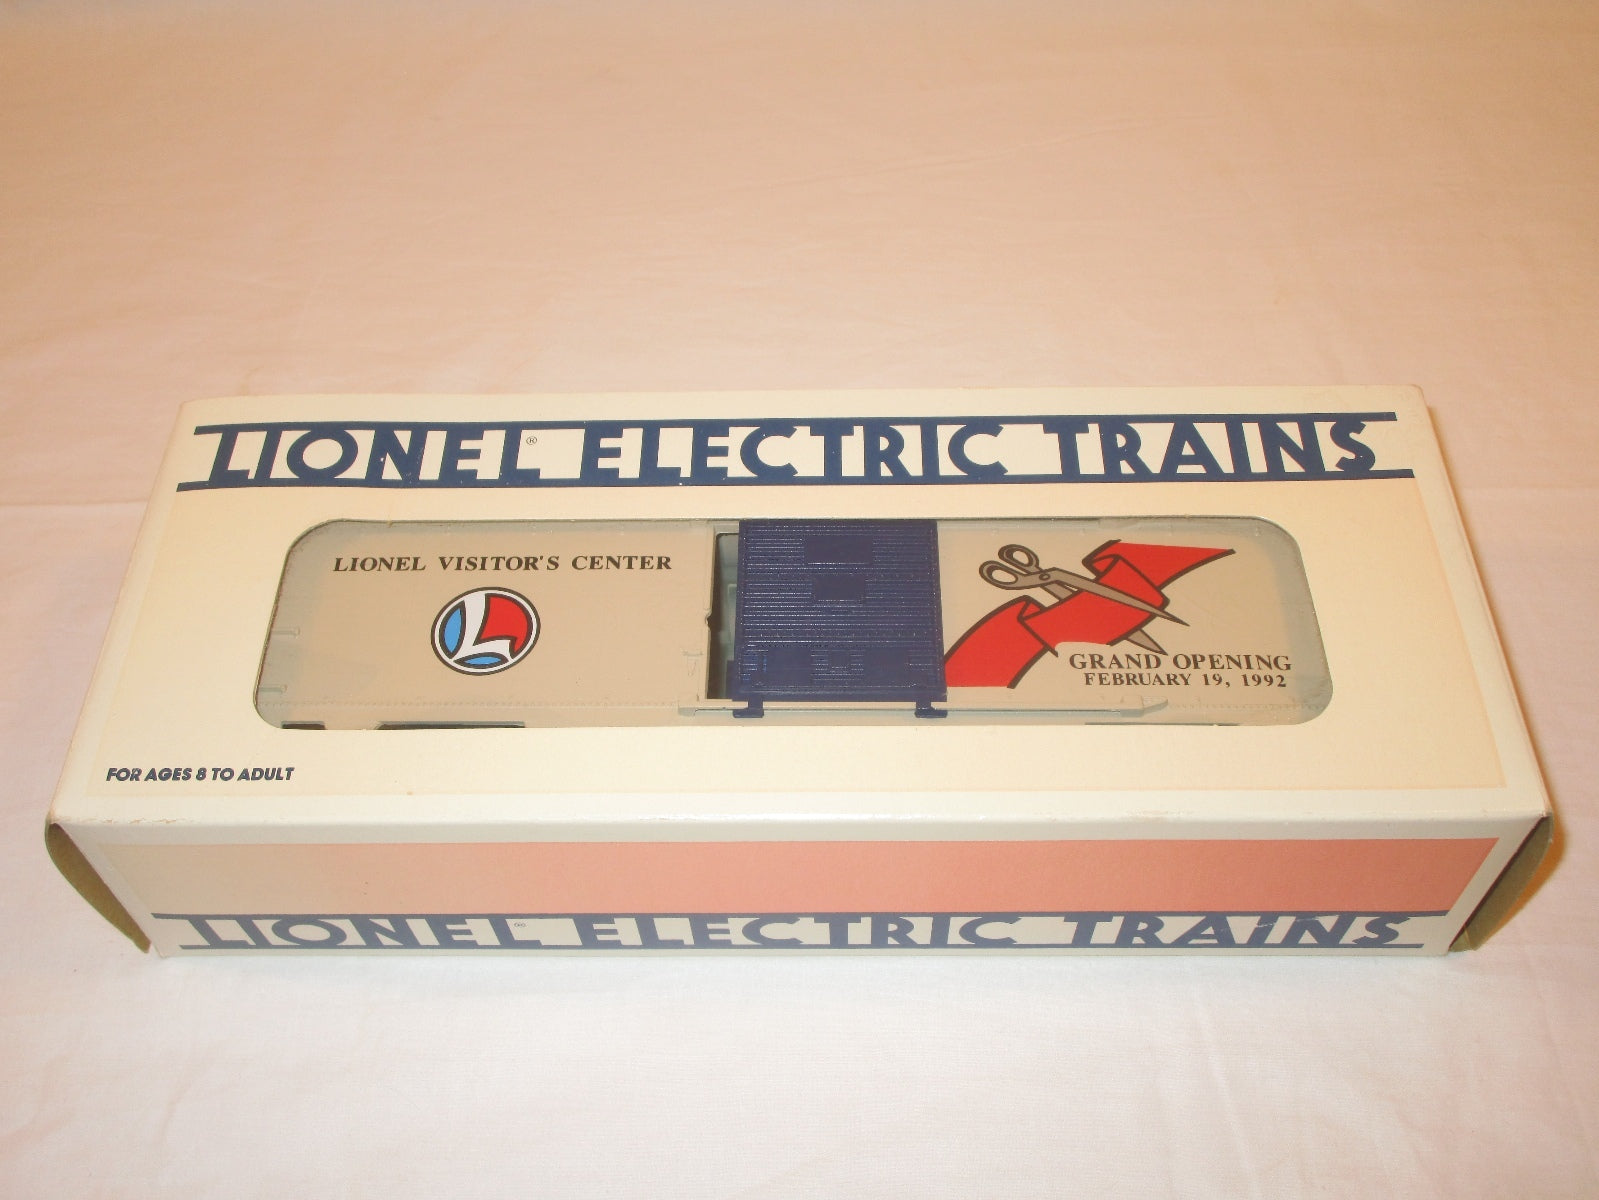 LIONEL® ELECTRIC TRAINS
LIONEL VISITOR'S CENTER
L
GRAND OPENING
FEBRUARY 19, 1992
FOR AGES 8 TO ADULT
LIONEL® ELECTRIC TRAINS